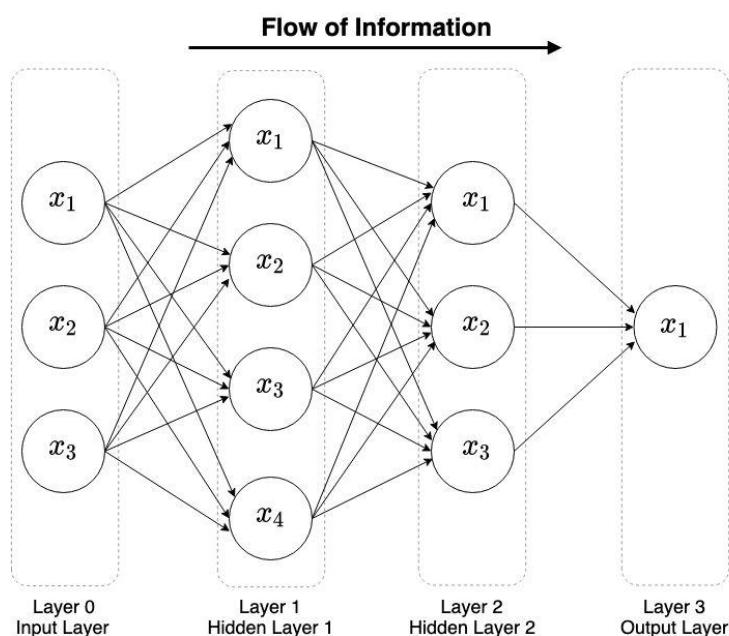 Flow of Information
x₁
x₂
x₃
x₁
x₂
x₃
x₄
x₁
x₂
x₃
x₁
Layer 0
Input Layer
Layer 1
Hidden Layer 1
Layer 2
Hidden Layer 2
Layer 3
Output Layer